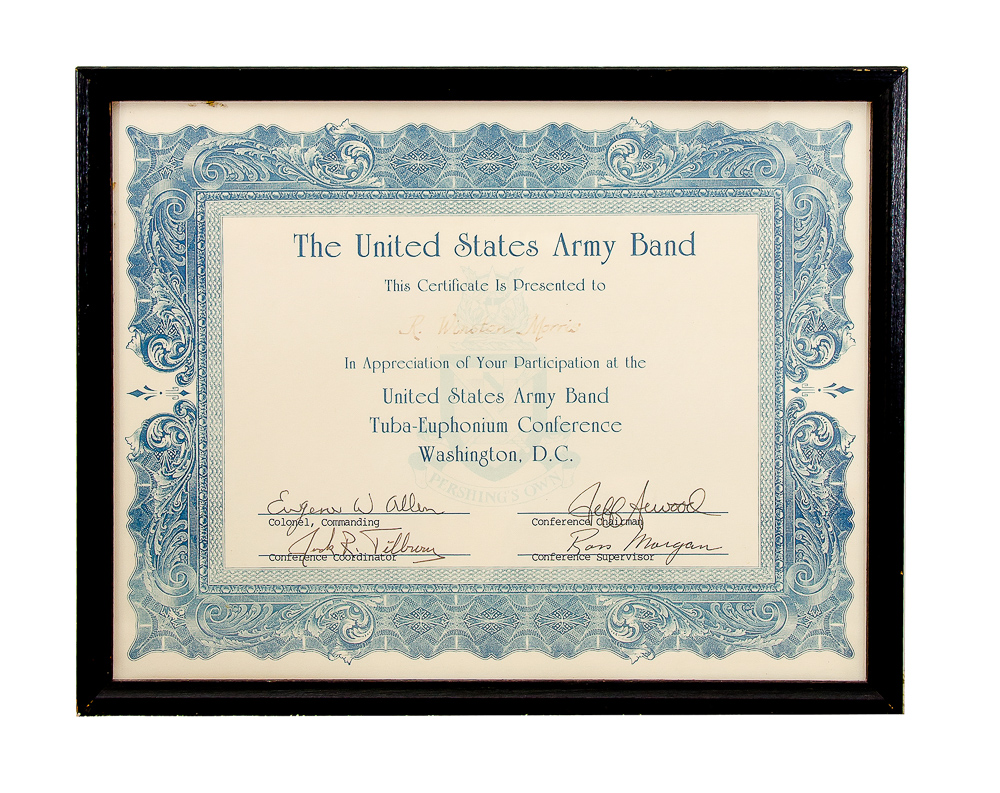 The United States Army Band
This Certificate Is Presented to
R. Winston Morris
In Appreciation of Your Participation at the
United States Army Band
Tuba-Euphonium Conference
Washington, D.C.
PERSHING'S OWN
Eugene W Allen
Colonel, Commanding
Jeff Arwood
Conference Chairman
Jack R. Tilbury
Conference Coordinator
Ross Morgan
Conference Supervisor